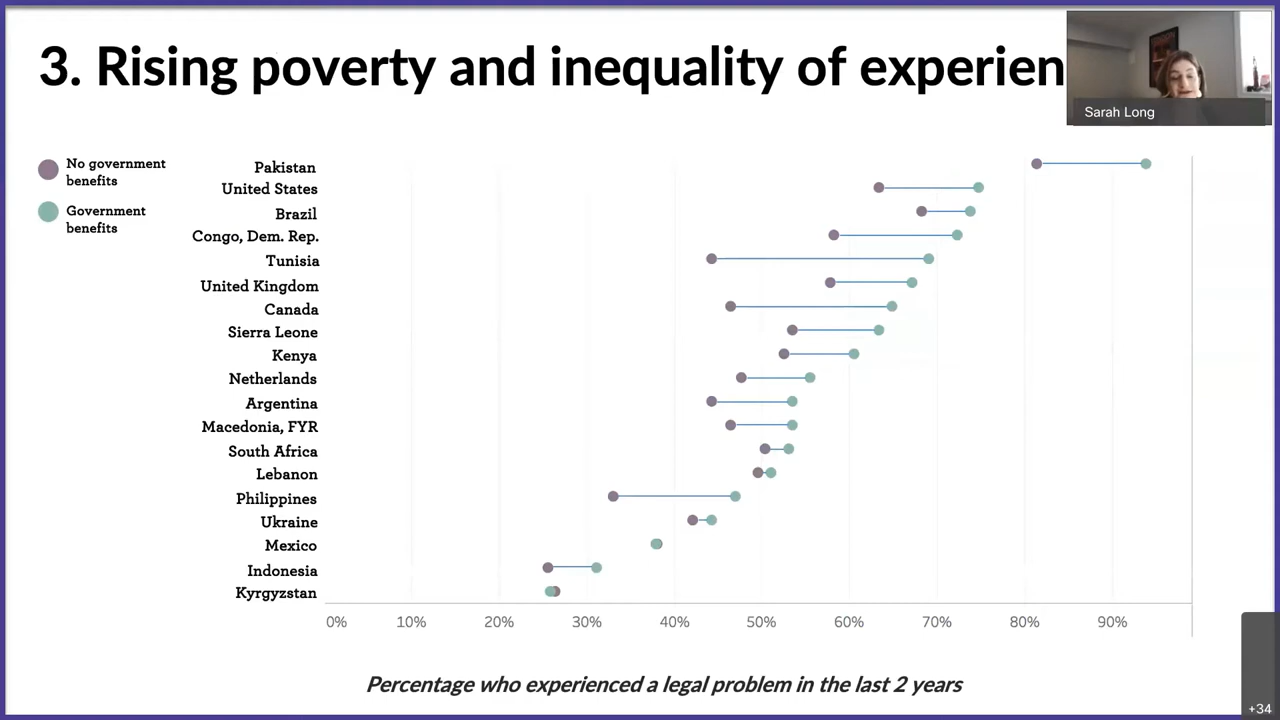 3. Rising poverty and inequality of experien
Sarah Long
No government
benefits
Government
benefits
Pakistan
United States
Brazil
Congo, Dem. Rep.
Tunisia
United Kingdom
Canada
Sierra Leone
Kenya
Netherlands
Argentina
Macedonia, FYR
South Africa
Lebanon
Philippines
Ukraine
Mexico
Indonesia
Kyrgyzstan
0% 10% 20% 30% 40% 50% 60% 70% 80% 90%
Percentage who experienced a legal problem in the last 2 years
+34